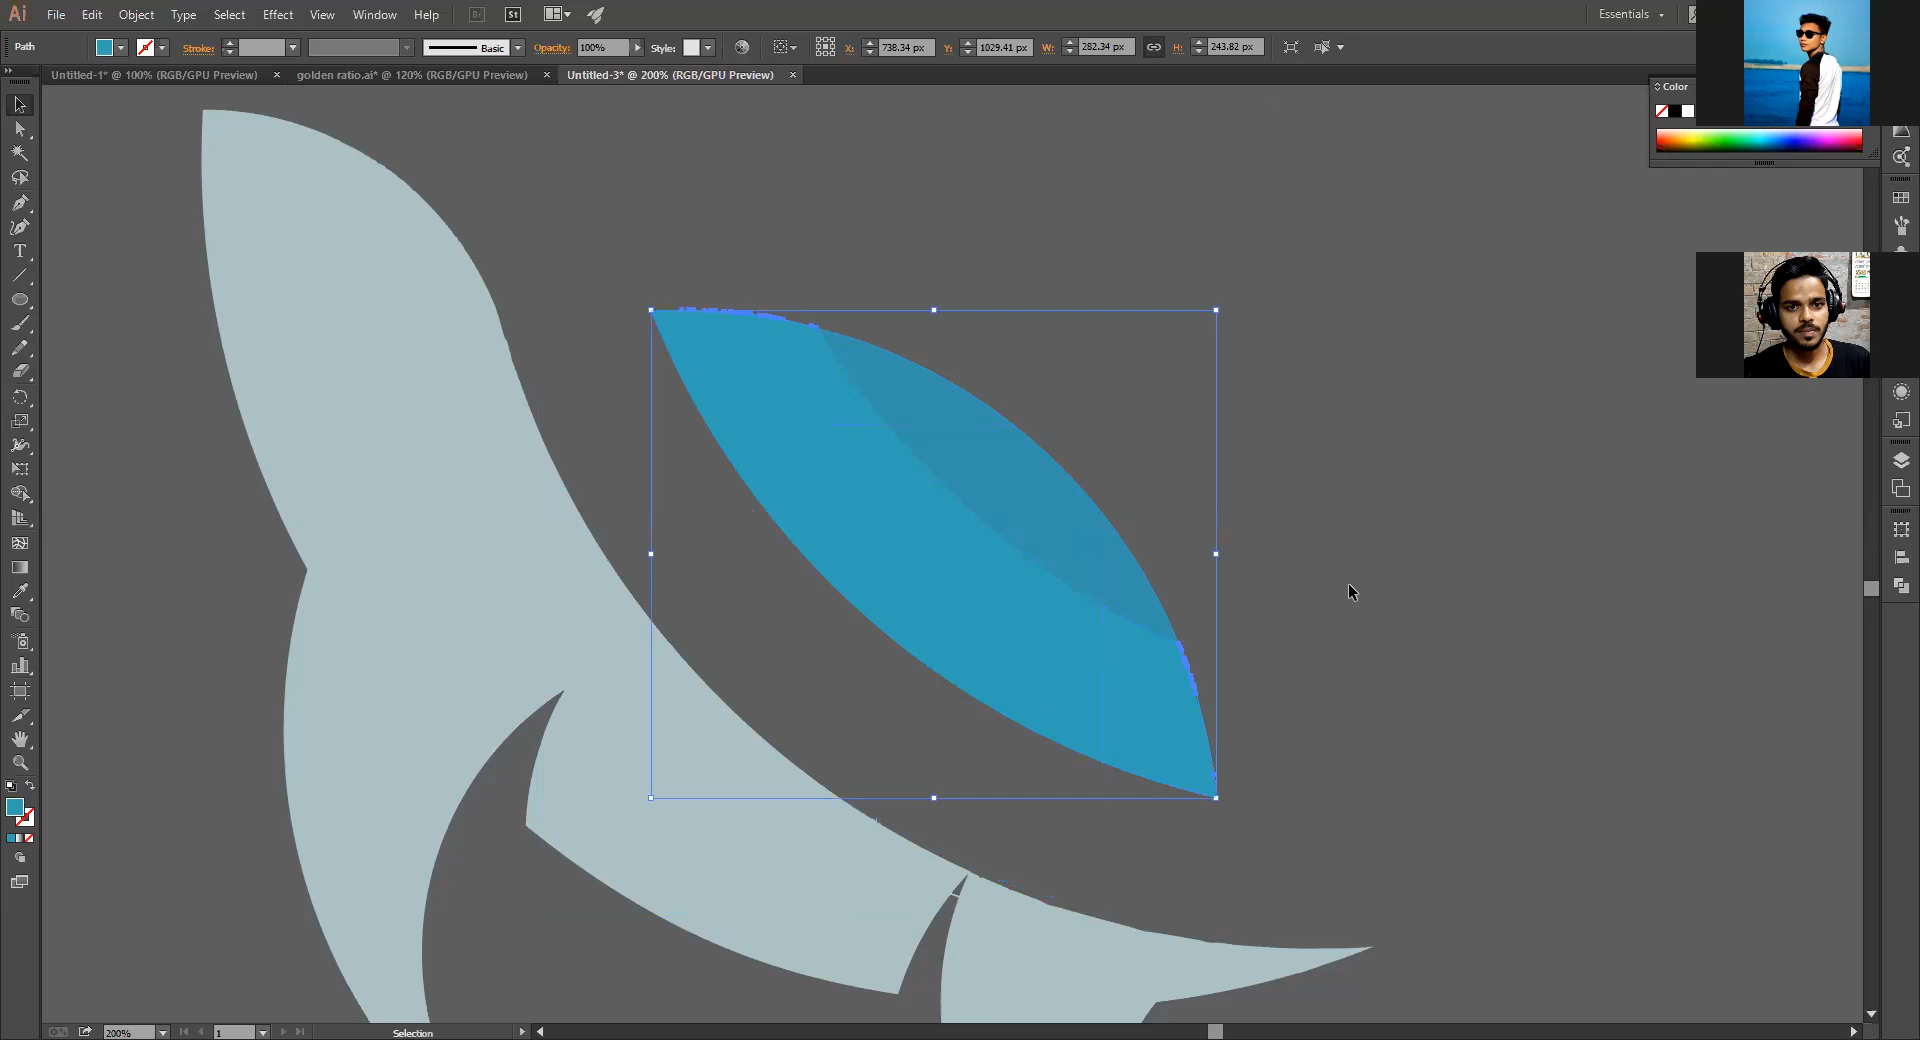 Ai File Edit Object Type Select Effect View Window Help Br St Essentials
Path Stroke: Basic Opacity: 100% Style: X: 738.34 px Y: 1029.41 px W: 282.34 px H: 243.82 px
Untitled-1* @ 100% (RGB/GPU Preview) × golden ratio.ai* @ 120% (RGB/GPU Preview) × Untitled-3* @ 200% (RGB/GPU Preview) ×
Color
T
200% 1 Selection